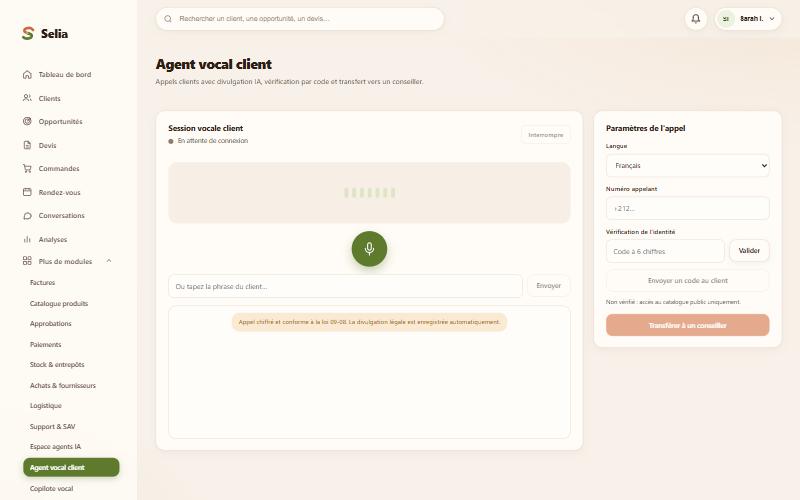 Selia
Rechercher un client, une opportunité, un devis...
SI
Sarah I.
Tableau de bord
Clients
Opportunités
Devis
Commandes
Rendez-vous
Conversations
Analyses
Plus de modules
Factures
Catalogue produits
Approbations
Paiements
Stock & entrepôts
Achats & fournisseurs
Logistique
Support & SAV
Espace agents IA
Agent vocal client
Copilote vocal
Agent vocal client
Appels clients avec divulgation IA, vérification par code et transfert vers un conseiller.
Session vocale client
En attente de connexion
Interrompre
Ou tapez la phrase du client...
Envoyer
Appel chiffré et conforme à la loi 09-08. La divulgation légale est enregistrée automatiquement.
Paramètres de l'appel
Langue
Français
Numéro appelant
+212...
Vérification de l'identité
Code à 6 chiffres
Valider
Envoyer un code au client
Non vérifié : accès au catalogue public uniquement.
Transférer à un conseiller